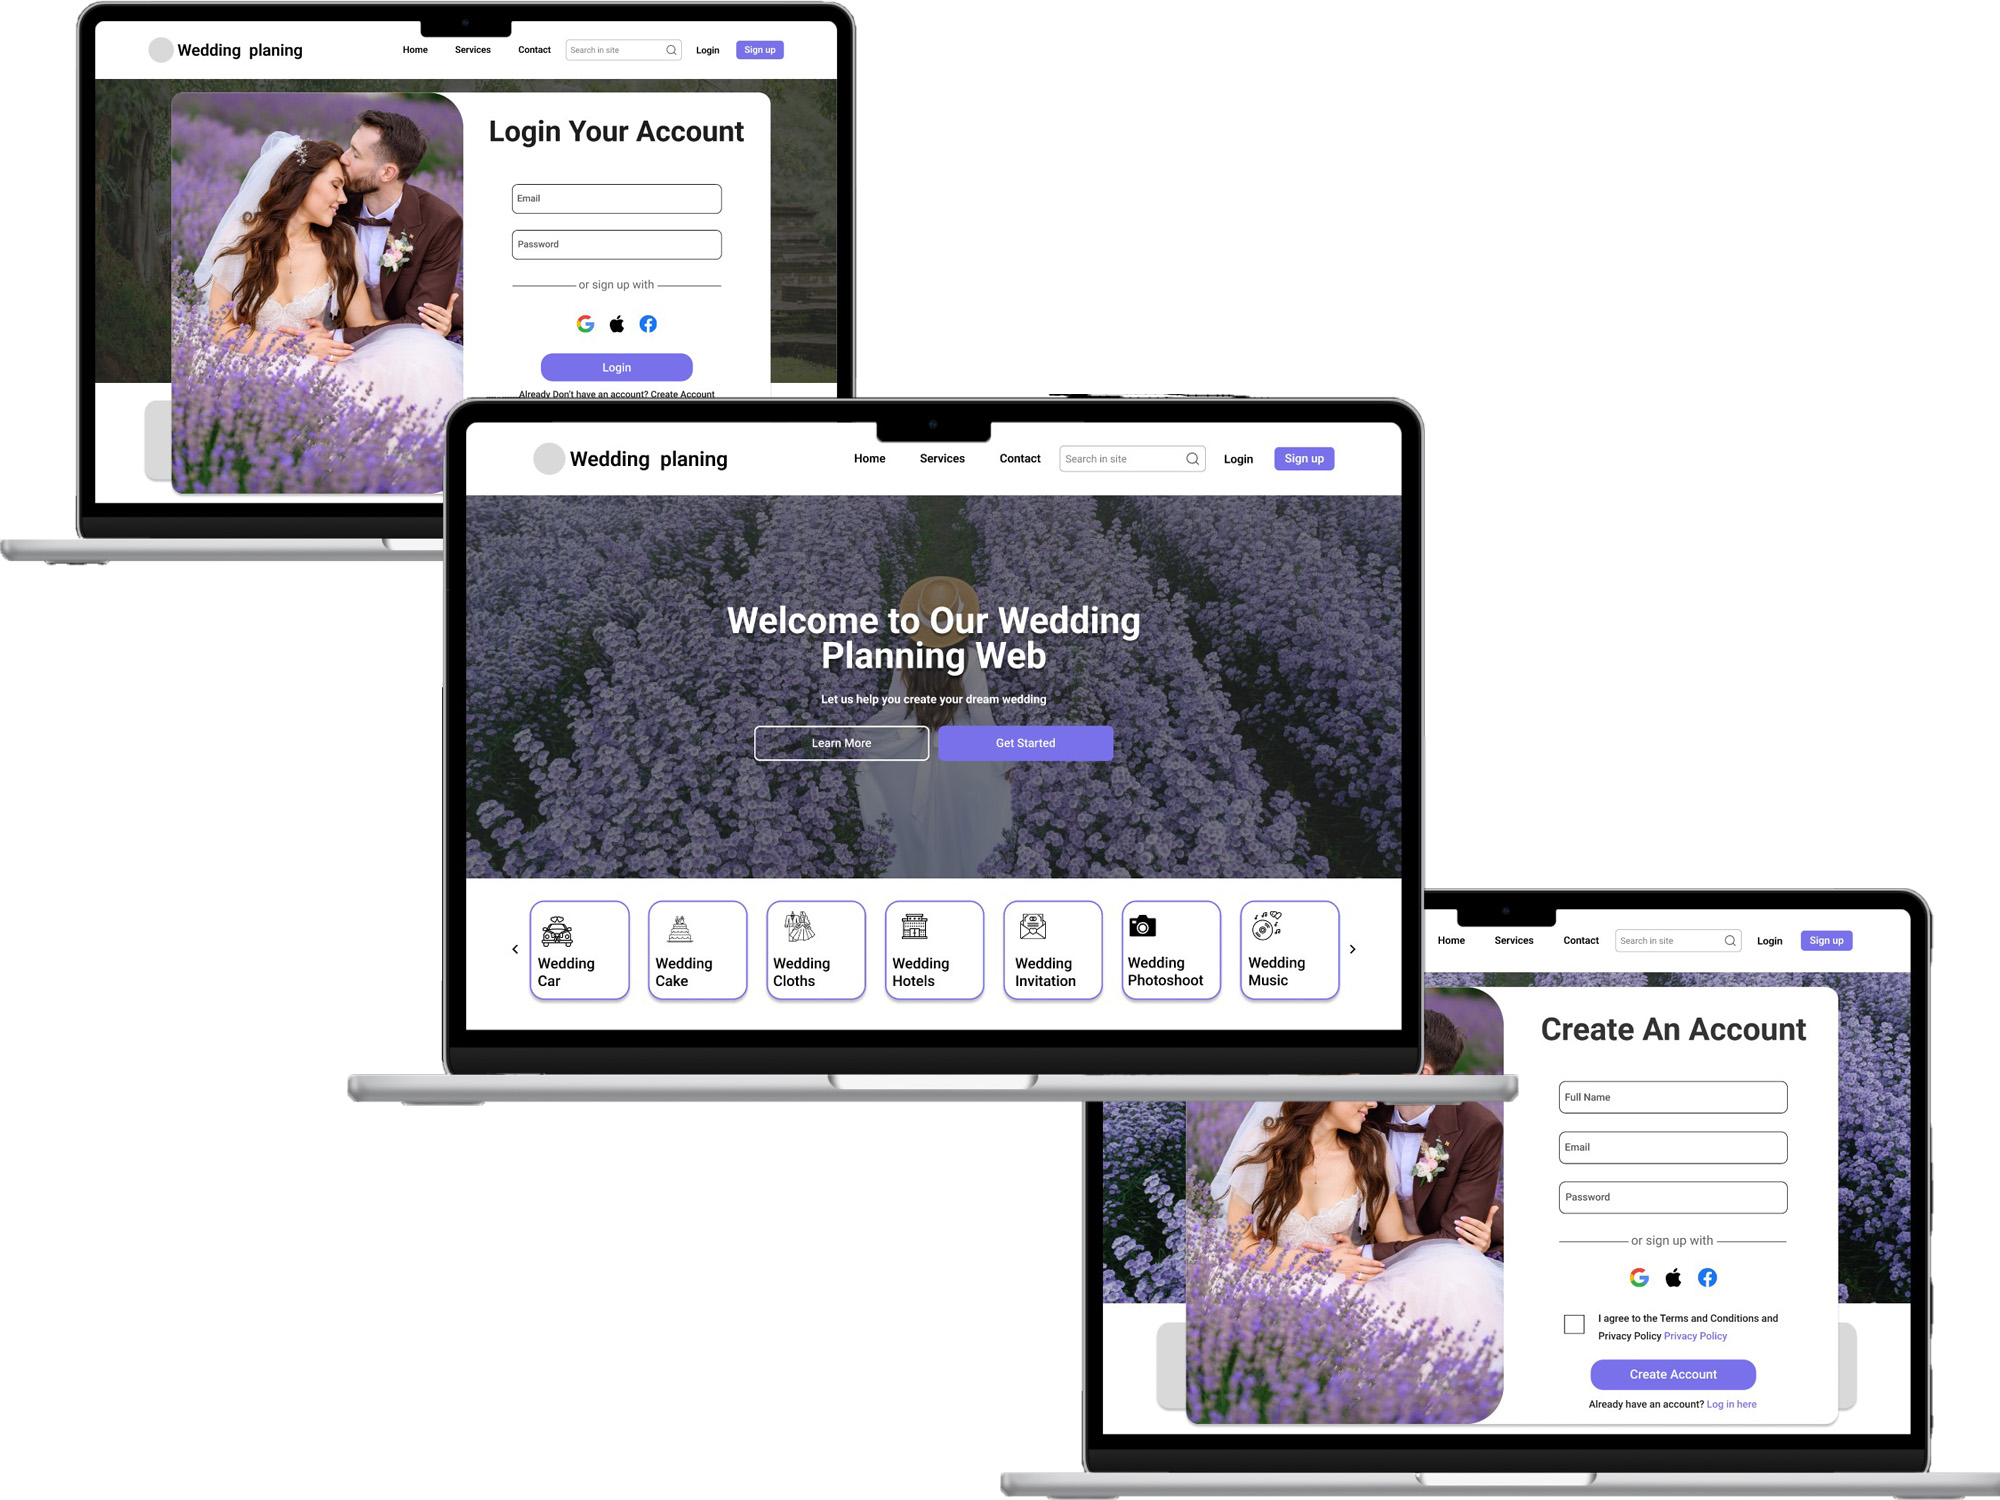 Wedding planing
Home Services Contact Search in site Login Sign up
Login Your Account
Email
Password
or sign up with
Login
Already Don't have an account? Create Account
Wedding planing
Home Services Contact Search in site Login Sign up
Welcome to Our Wedding
Planning Web
Let us help you create your dream wedding
Learn More Get Started
Wedding
Car
Wedding
Cake
Wedding
Cloths
Wedding
Hotels
Wedding
Invitation
Wedding
Photoshoot
Wedding
Music
Home Services Contact Search in site Login Sign up
Create An Account
Full Name
Email
Password
or sign up with
I agree to the Terms and Conditions and
Privacy Policy Privacy Policy
Create Account
Already have an account? Log in here